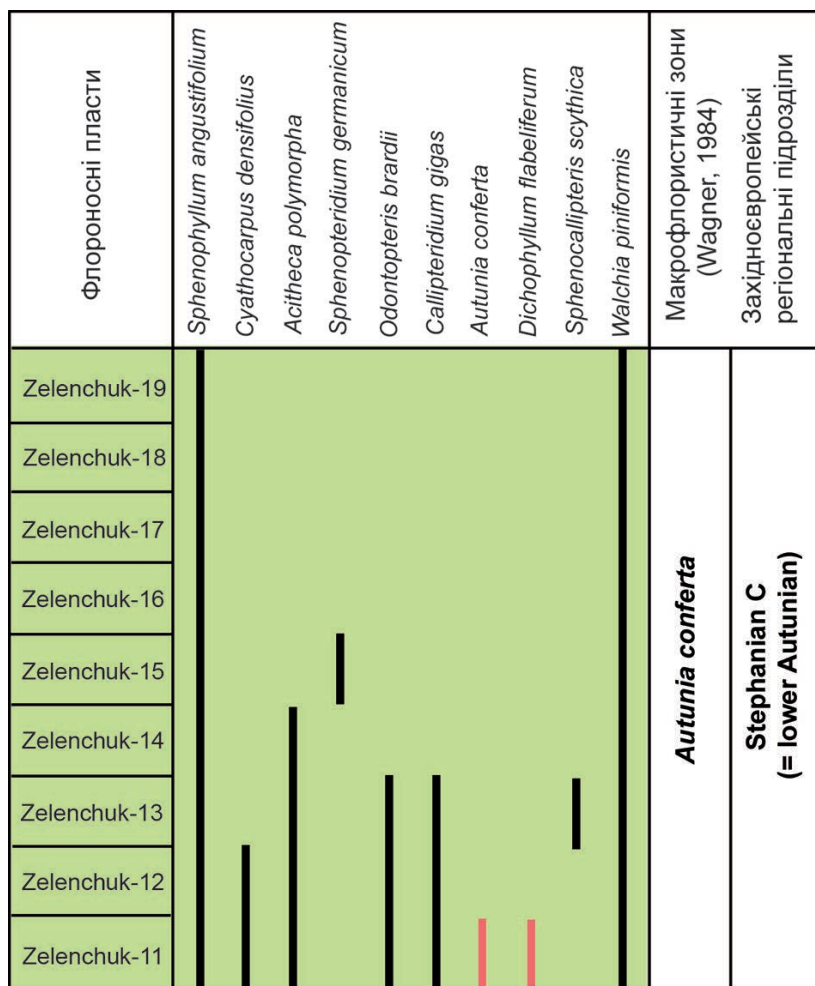 Флороносні пласти
Sphenophyllum angustifolium
Cyathocarpus densifolius
Acitheca polymorpha
Sphenopteridium germanicum
Odontopteris brardii
Callipteridium gigas
Autunia conferta
Dichophyllum flabeliferum
Sphenocallipteris scythica
Walchia piniformis
Макрофлористичні зони
(Wagner, 1984)
Західноєвропейські
регіональні підрозділи
Zelenchuk-19
Zelenchuk-18
Zelenchuk-17
Zelenchuk-16
Zelenchuk-15
Zelenchuk-14
Zelenchuk-13
Zelenchuk-12
Zelenchuk-11
Autunia conferta
Stephanian C
(= lower Autunian)